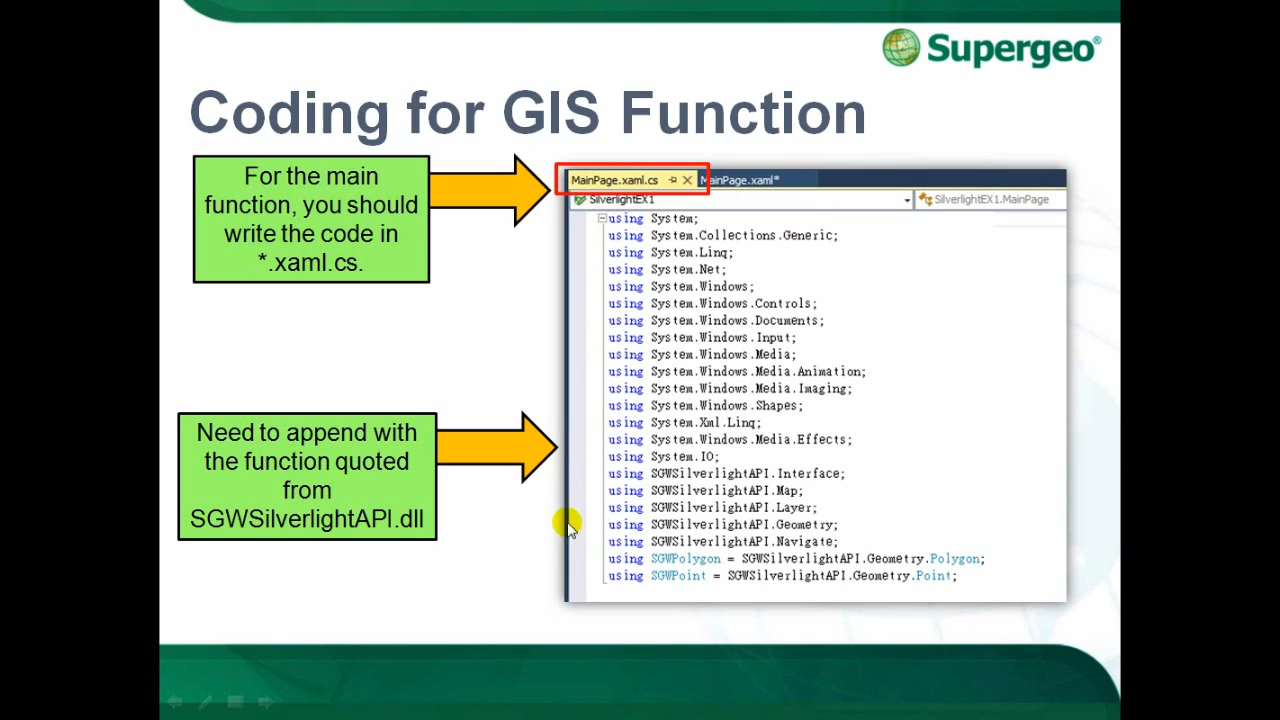 Supergeo®
Coding for GIS Function
For the main
function, you should
write the code in
*.xaml.cs.
Need to append with
the function quoted
from
SGWSilverlightAPI.dll
MainPage.xaml.cs
MainPage.xaml*
SilverlightEX1
SilverlightEX1.MainPage
using System;
using System.Collections.Generic;
using System.Linq;
using System.Net;
using System.Windows;
using System.Windows.Controls;
using System.Windows.Documents;
using System.Windows.Input;
using System.Windows.Media;
using System.Windows.Media.Animation;
using System.Windows.Media.Imaging;
using System.Windows.Shapes;
using System.Xml.Linq;
using System.Windows.Media.Effects;
using System.IO;
using SGWSilverlightAPI.Interface;
using SGWSilverlightAPI.Map;
using SGWSilverlightAPI.Layer;
using SGWSilverlightAPI.Geometry;
using SGWSilverlightAPI.Navigate;
using SGWPolygon = SGWSilverlightAPI.Geometry.Polygon;
using SGWPoint = SGWSilverlightAPI.Geometry.Point;